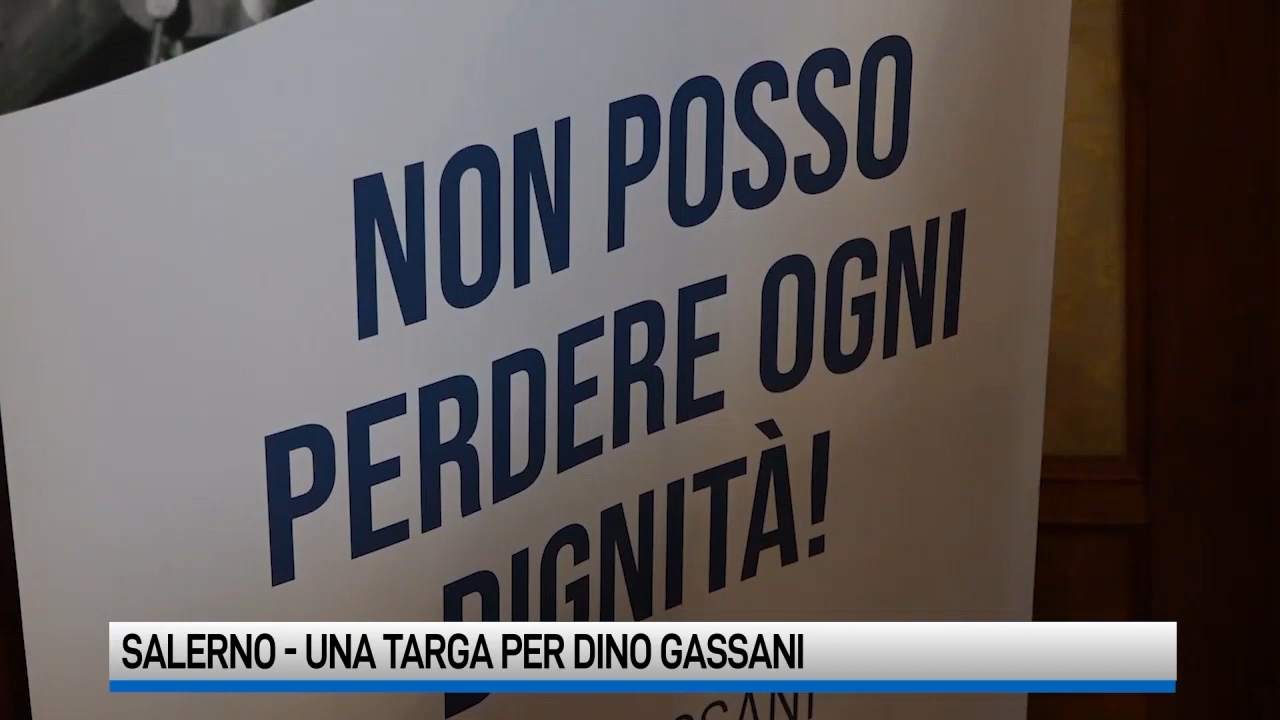 NON POSSO
PERDERE OGNI
DIGNITÀ!
SALERNO - UNA TARGA PER DINO GASSANI